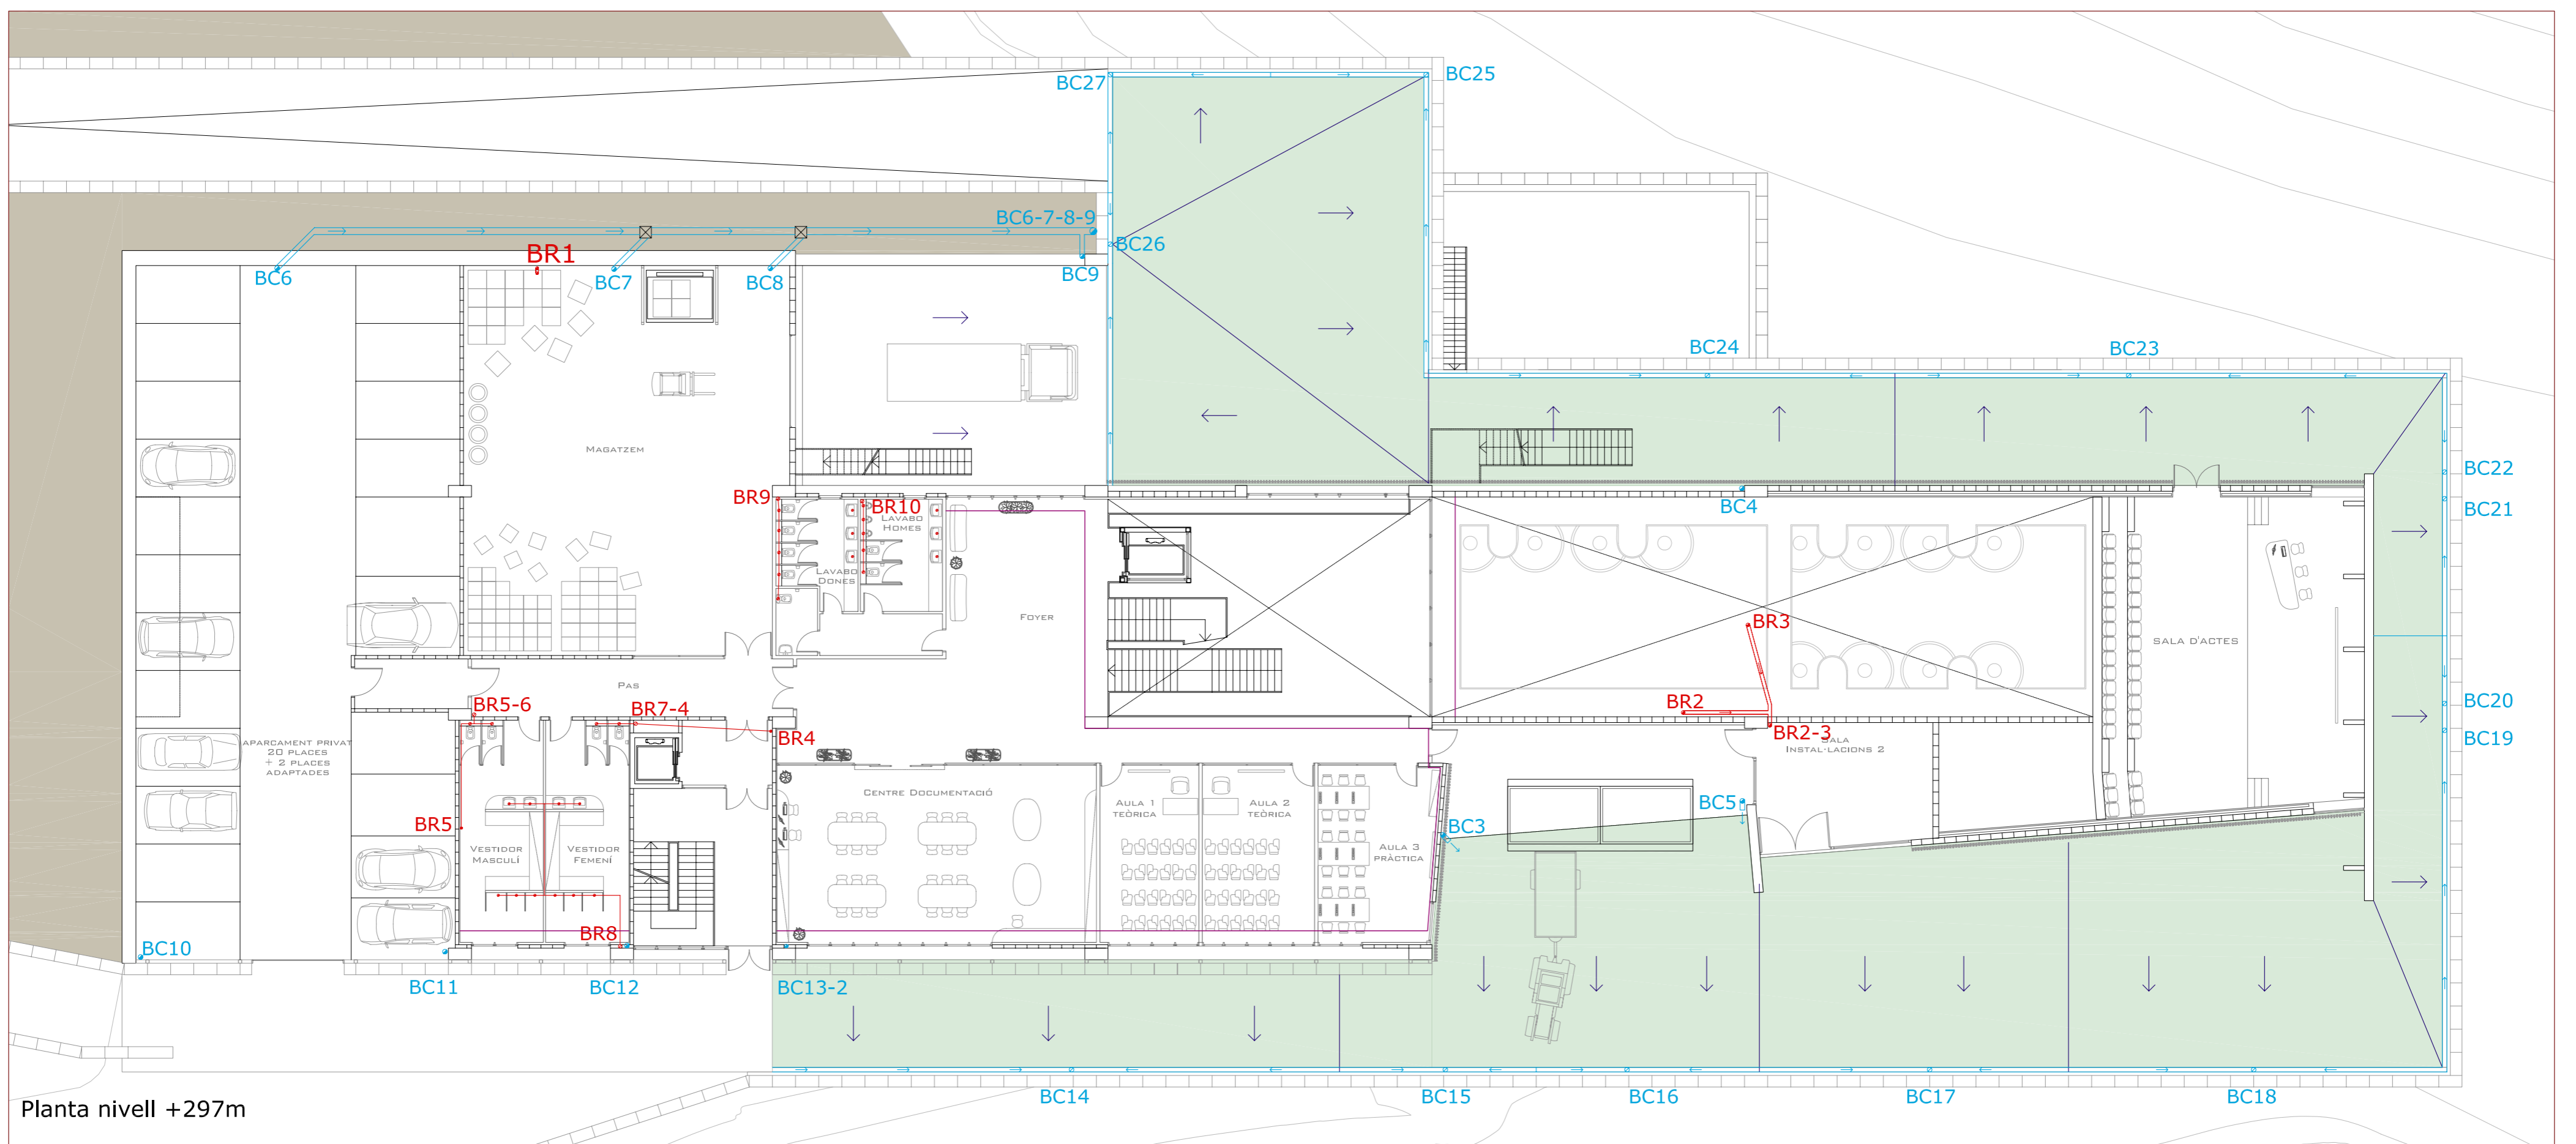 BC27
BC25
BC6-7-8-9
BC26
BR1
BC6
BC7
BC8
BC9
BC24
BC23
MAGATZEM
BC22
BR9
BR10
BC4
BC21
LAVABO
HOMES
LAVABO
DONES
FOYER
BR3
SALA D'ACTES
PAS
BR5-6
BR7-4
BR2
BC20
BR4
BR2-3
BC19
SALA
INSTAL·LACIONS 2
APARCAMENT PRIVAT
20 PLACES
+ 2 PLACES
ADAPTADES
CENTRE DOCUMENTACIÓ
AULA 1
TEÒRICA
AULA 2
TEÒRICA
BC5
BR5
BC3
VESTIDOR
MASCULÍ
VESTIDOR
FEMENÍ
AULA 3
PRÀCTICA
BR8
BC10
BC11
BC12
BC13-2
BC14
BC15
BC16
BC17
BC18
Planta nivell +297m